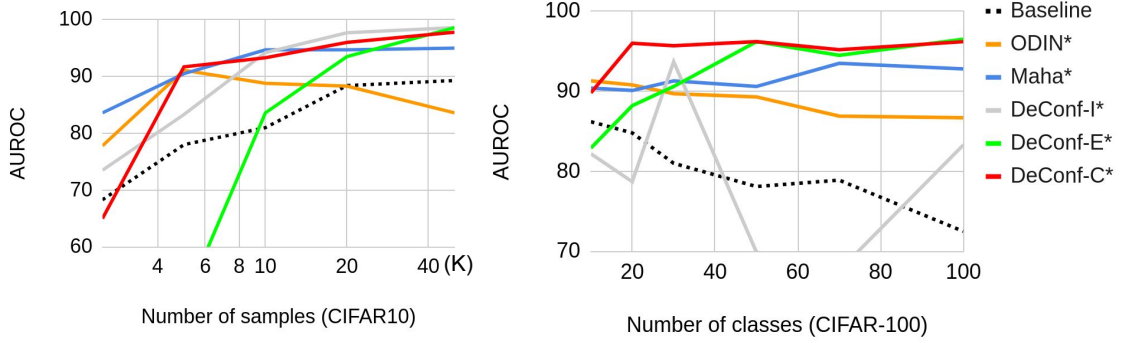 100
90
80
70
60
AUROC
4 6 8 10 20 40 (K)
Number of samples (CIFAR10)
100
90
80
70
AUROC
20 40 60 80 100
Number of classes (CIFAR-100)
Baseline
ODIN*
Maha*
DeConf-I*
DeConf-E*
DeConf-C*